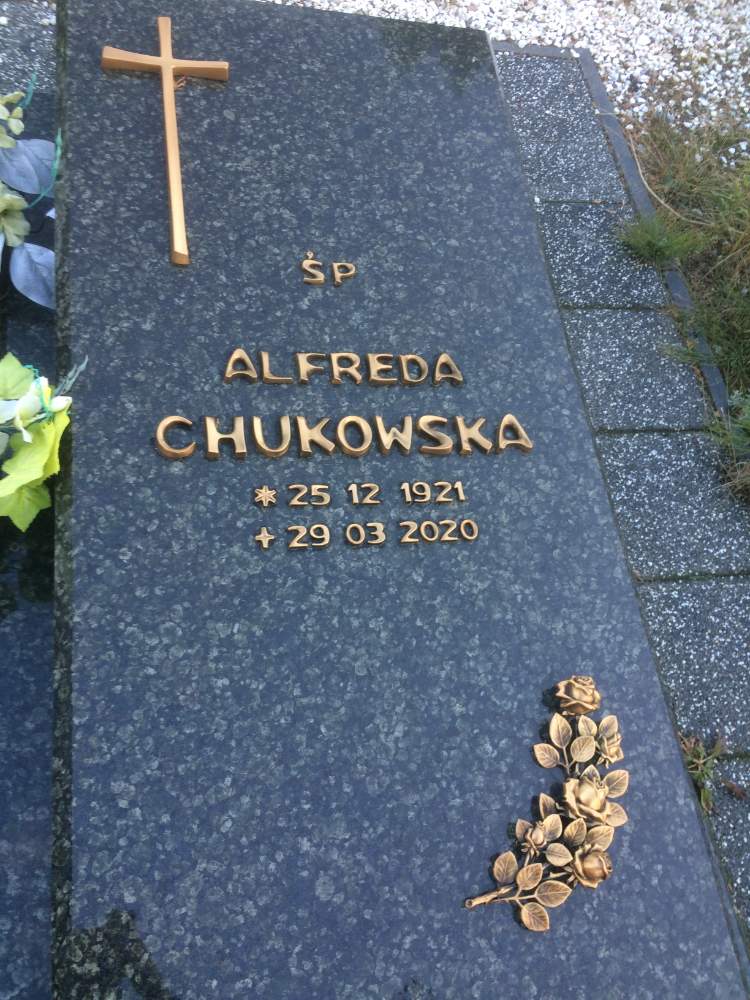 ŚP
ALFREDA
CHUKOWSKA
* 25 12 1921
+ 29 03 2020